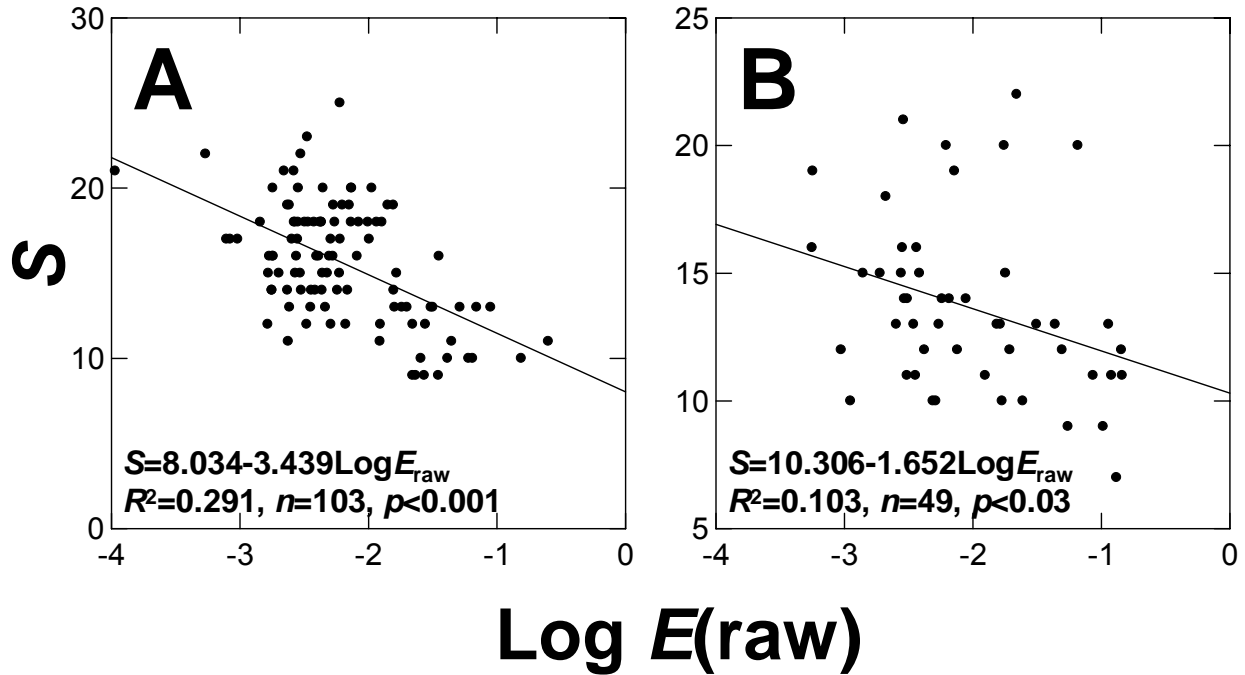 A
B
S
30
20
10
0
-4
-3
-2
-1
0
S=8.034-3.439LogEraw
R²=0.291, n=103, p<0.001
25
20
15
10
5
-4
-3
-2
-1
0
S=10.306-1.652LogEraw
R²=0.103, n=49, p<0.03
Log E(raw)